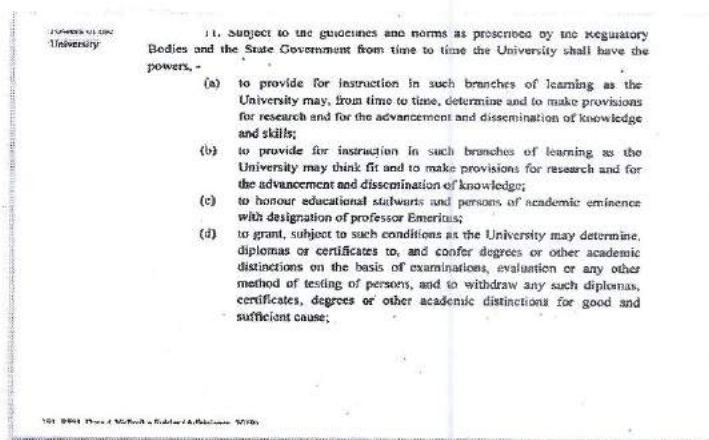 Powers of the
University
11. Subject to the guidelines and norms as prescribed by the Regulatory
Bodies and the State Government from time to time the University shall have the
powers, -
(a) to provide for instruction in such branches of learning as the
University may, from time to time, determine and to make provisions
for research and for the advancement and dissemination of knowledge
and skills;
(b) to provide for instruction in such branches of learning as the
University may think fit and to make provisions for research and for
the advancement and dissemination of knowledge;
(c) to honour educational stalwarts and persons of academic eminence
with designation of professor Emeritus;
(d) to grant, subject to such conditions as the University may determine,
diplomas or certificates to, and confer degrees or other academic
distinctions on the basis of examinations, evaluation or any other
method of testing of persons, and to withdraw any such diplomas,
certificates, degrees or other academic distinctions for good and
sufficient cause;